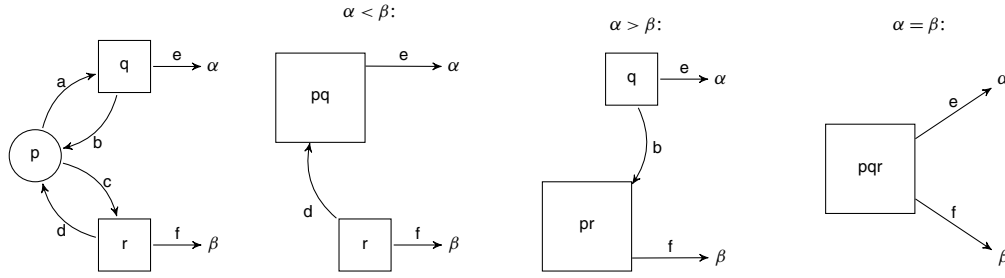 α < β:
α > β:
α = β:
q e α
a
b
p
c
d
r f β
pq e α
d
r f β
q e α
b
pr
f β
pqr
e α
f β